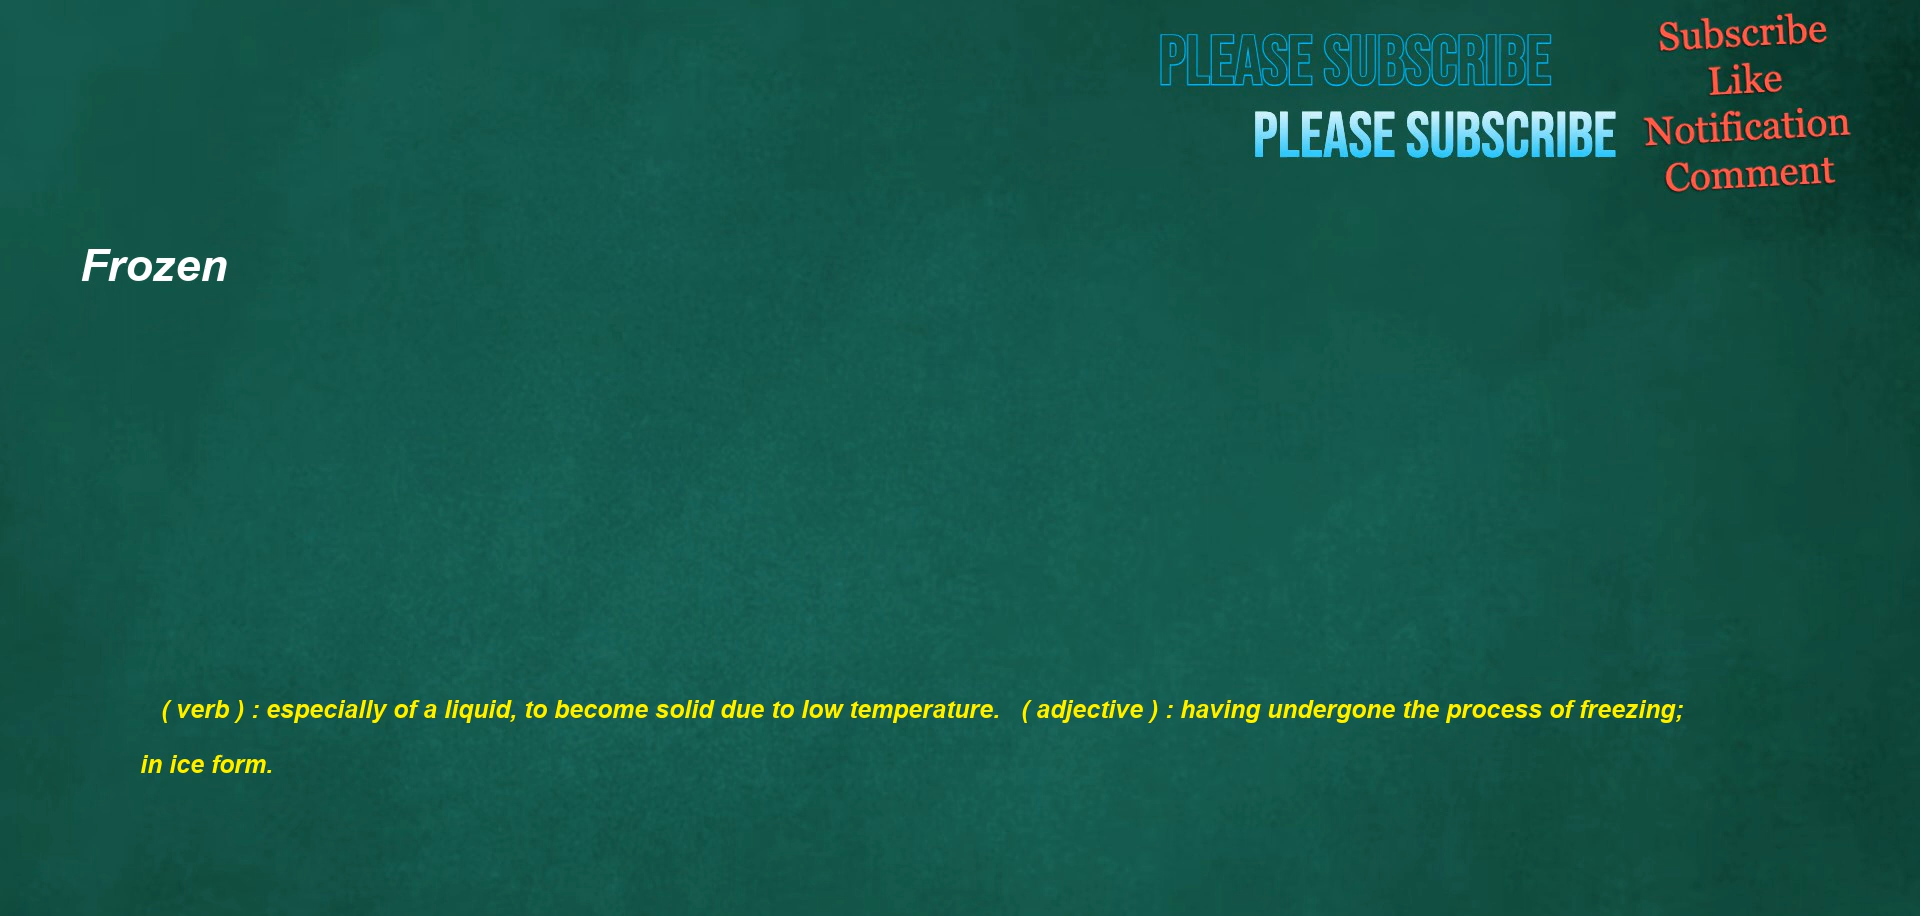 PLEASE SUBSCRIBE
PLEASE SUBSCRIBE
Subscribe
Like
Notification
Comment
Frozen
( verb ) : especially of a liquid, to become solid due to low temperature. ( adjective ) : having undergone the process of freezing;
in ice form.